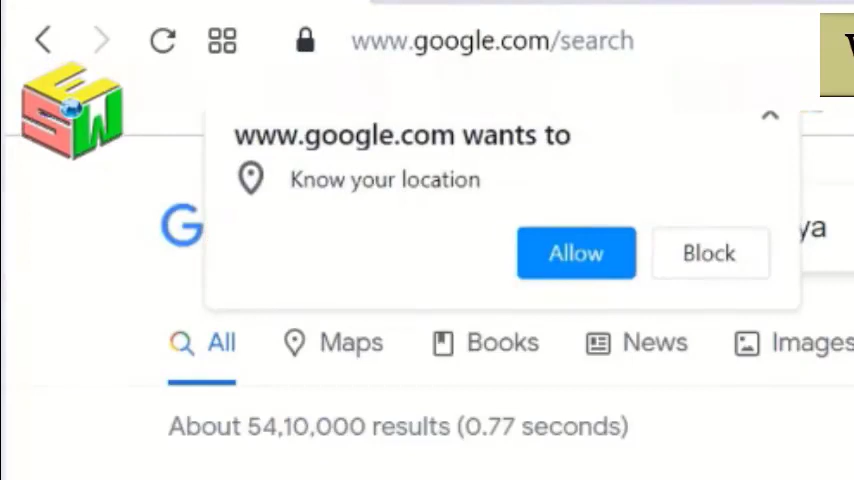 www.google.com/search
www.google.com wants to
Know your location
Allow Block
ya
All Maps Books News Images
About 54,10,000 results (0.77 seconds)